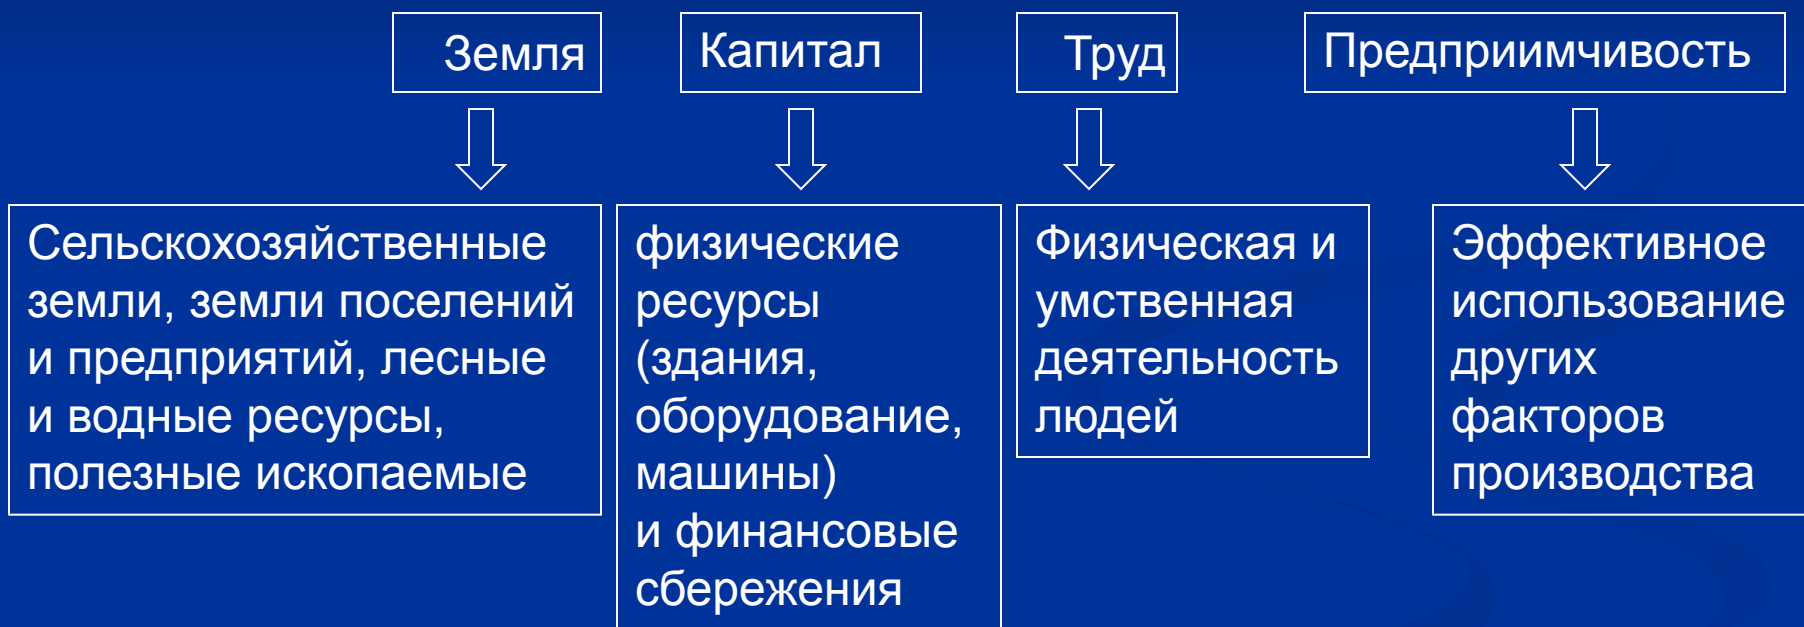 Земля
Капитал
Труд
Предприимчивость
Сельскохозяйственные
земли, земли поселений
и предприятий, лесные
и водные ресурсы,
полезные ископаемые
физические
ресурсы
(здания,
оборудование,
машины)
и финансовые
сбережения
Физическая и
умственная
деятельность
людей
Эффективное
использование
других
факторов
производства